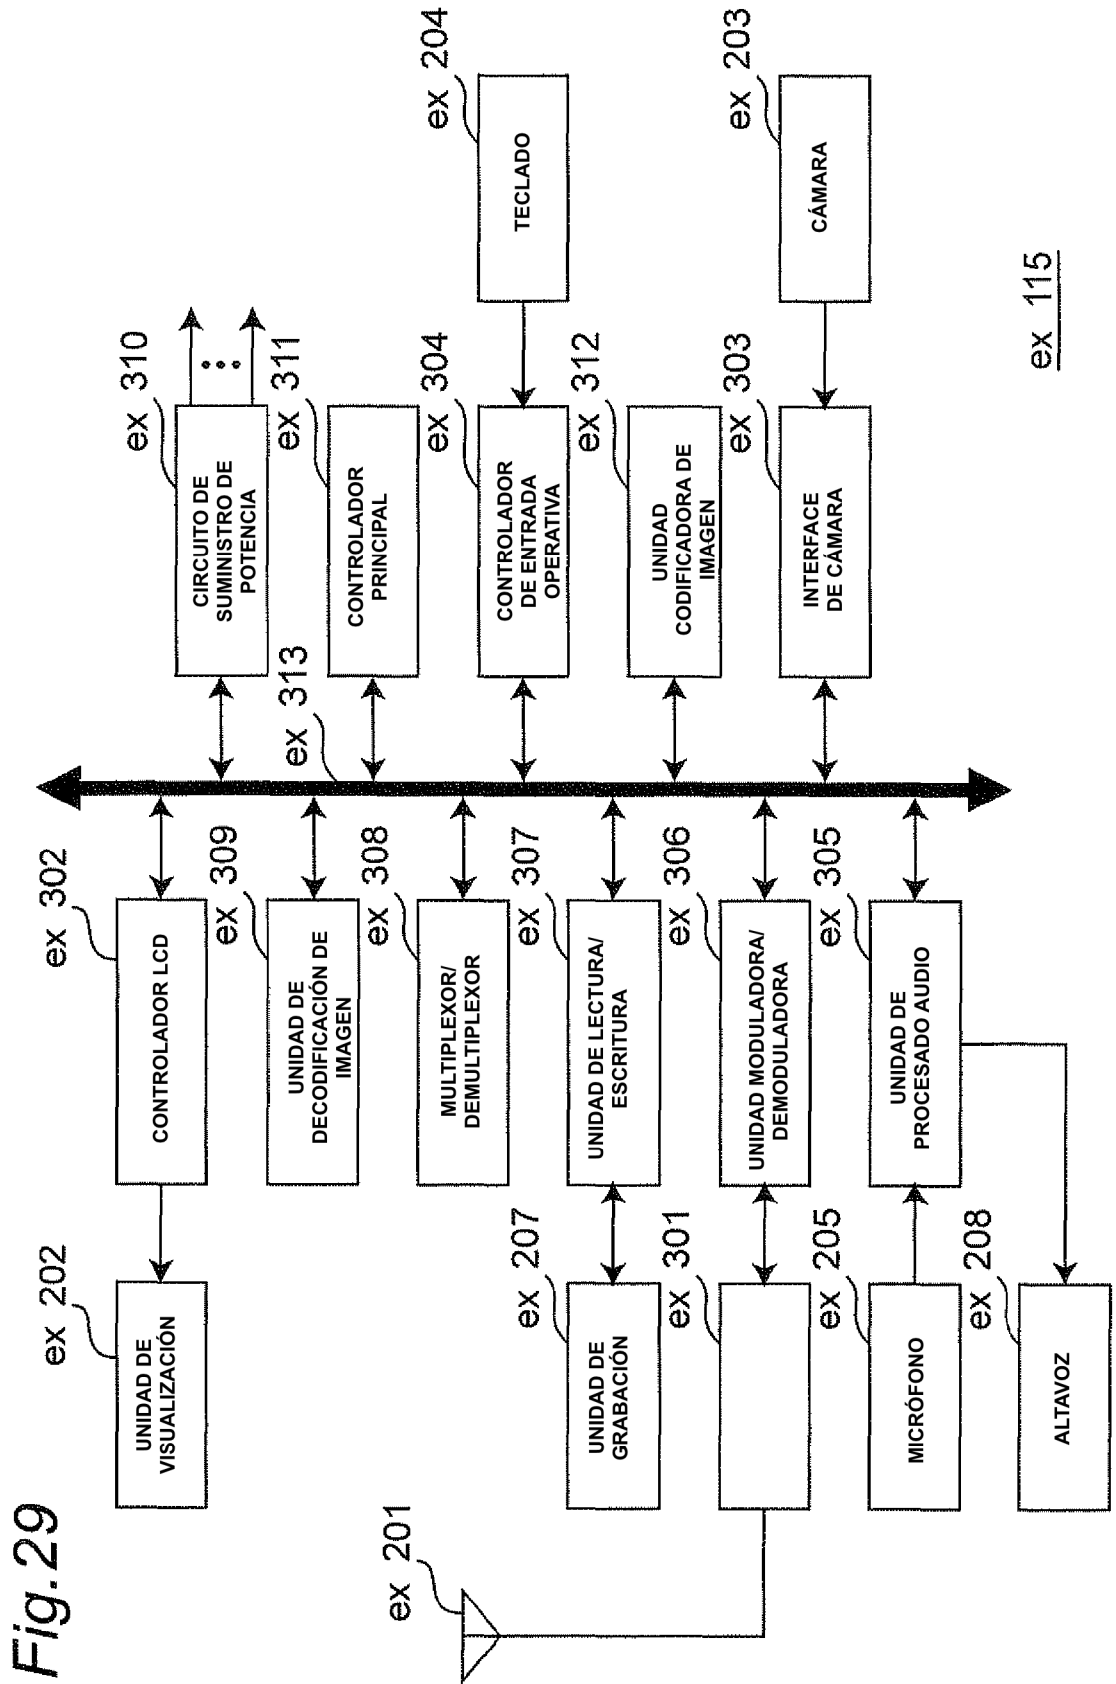 Fig.29
ex 202
UNIDAD DE
VISUALIZACIÓN
ex 302
CONTROLADOR LCD
ex 309
UNIDAD DE
DECODIFICACIÓN DE
IMAGEN
ex 308
MULTIPLEXOR/
DEMULTIPLEXOR
ex 307
UNIDAD DE LECTURA/
ESCRITURA
ex 207
UNIDAD DE
GRABACIÓN
ex 201
ex 301
ex 306
UNIDAD MODULADORA/
DEMODULADORA
ex 205
MICRÓFONO
ex 305
UNIDAD DE
PROCESADO AUDIO
ex 208
ALTAVOZ
ex 313
ex 310
CIRCUITO DE
SUMINISTRO DE
POTENCIA
ex 311
CONTROLADOR
PRINCIPAL
ex 304
CONTROLADOR
DE ENTRADA
OPERATIVA
ex 204
TECLADO
ex 312
UNIDAD
CODIFICADORA DE
IMAGEN
ex 303
INTERFACE
DE CÁMARA
ex 203
CÁMARA
ex 115